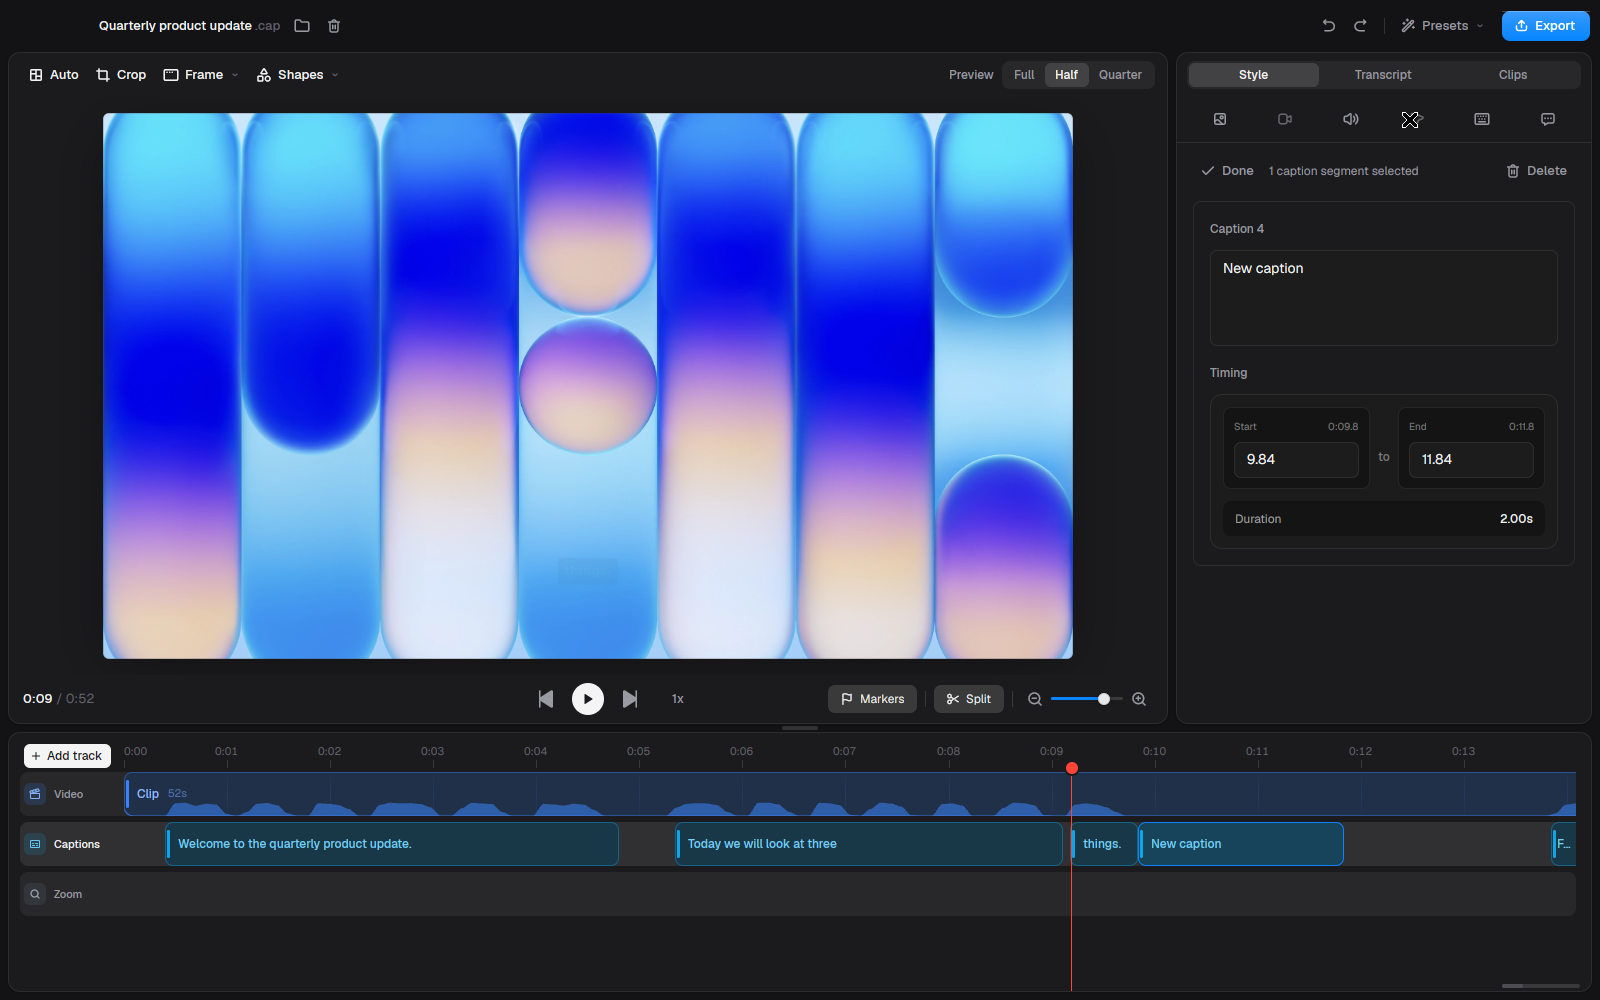 Quarterly product update .cap
Presets
Export
Auto
Crop
Frame
Shapes
Preview
Full
Half
Quarter
Style
Transcript
Clips
Done
1 caption segment selected
Delete
Caption 4
New caption
Timing
Start
0:09.8
End
0:11.8
9.84
to
11.84
Duration
2.00s
0:09 / 0:52
1x
Markers
Split
+ Add track
0:00
0:01
0:02
0:03
0:04
0:05
0:06
0:07
0:08
0:09
0:10
0:11
0:12
0:13
Video
Clip 52s
Captions
Welcome to the quarterly product update.
Today we will look at three
things.
New caption
F...
Zoom